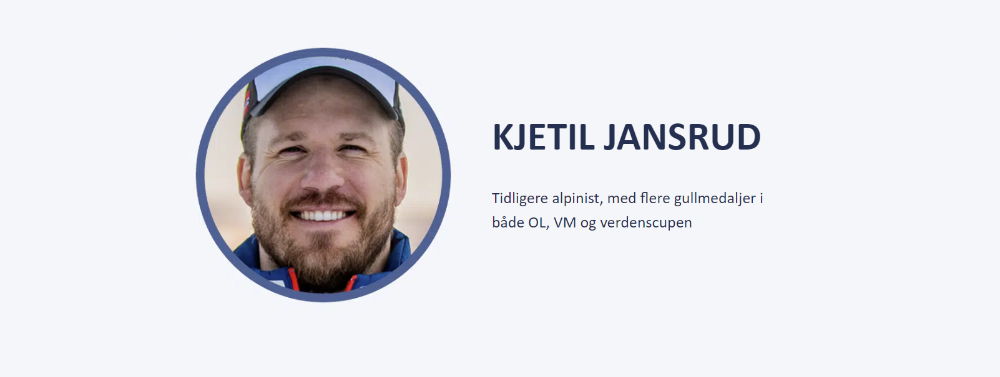 KJETIL JANSRUD
Tidligere alpinist, med flere gullmedaljer i
både OL, VM og verdenscupen